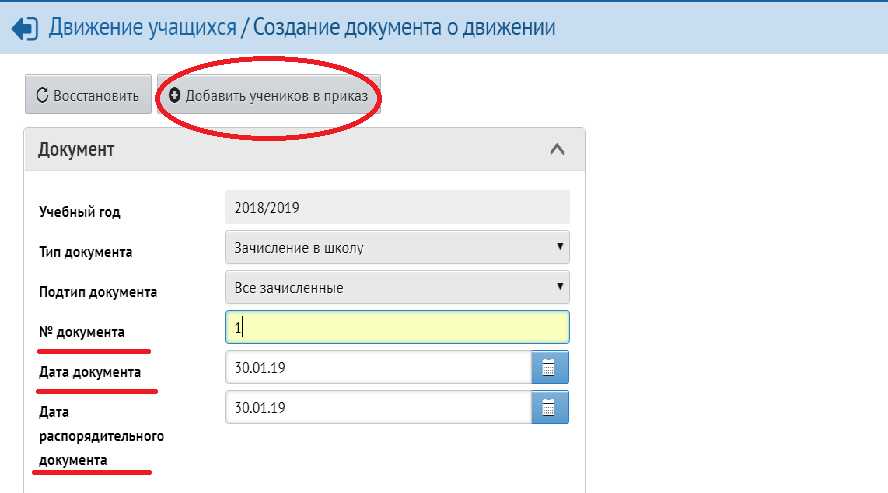 Движение учащихся / Создание документа о движении
Восстановить
Добавить учеников в приказ
Документ
Учебный год
2018/2019
Тип документа
Зачисление в школу
Подтип документа
Все зачисленные
№ документа
1
Дата документа
30.01.19
Дата
распорядительного
документа
30.01.19